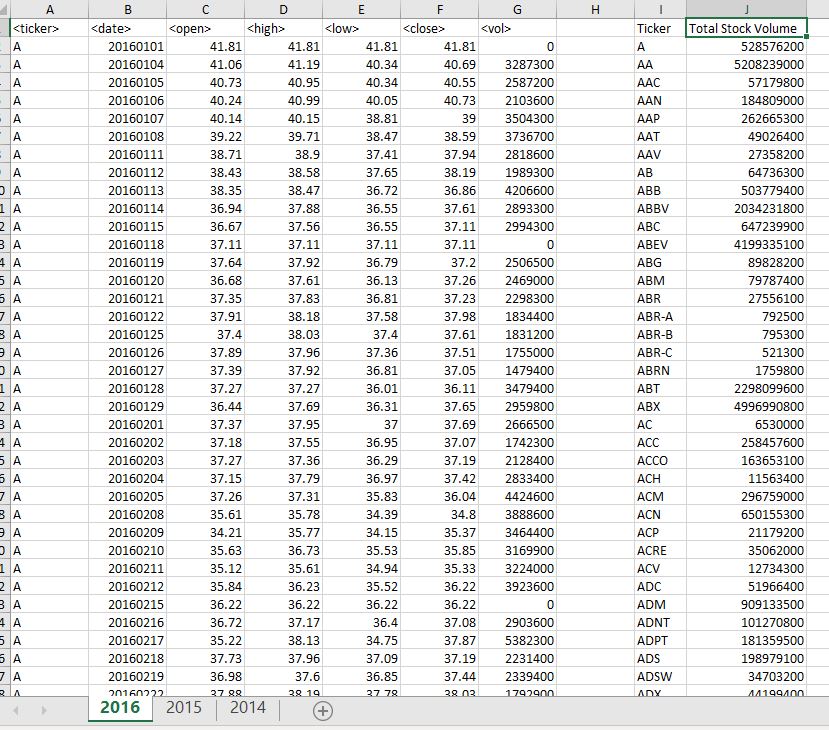 A B C D E F G H I J
<ticker> <date> <open> <high> <low> <close> <vol> Ticker Total Stock Volume
A 20160101 41.81 41.81 41.81 41.81 0 A 528576200
A 20160104 41.06 41.19 40.34 40.69 3287300 AA 5208239000
A 20160105 40.73 40.95 40.34 40.55 2587200 AAC 57179800
A 20160106 40.24 40.99 40.05 40.73 2103600 AAN 184809000
A 20160107 40.14 40.15 38.81 39 3504300 AAP 262665300
A 20160108 39.22 39.71 38.47 38.59 3736700 AAT 49026400
A 20160111 38.71 38.9 37.41 37.94 2818600 AAV 27358200
A 20160112 38.43 38.58 37.65 38.19 1989300 AB 64736300
A 20160113 38.35 38.47 36.72 36.86 4206600 ABB 503779400
A 20160114 36.94 37.88 36.55 37.61 2893300 ABBV 2034231800
A 20160115 36.67 37.56 36.55 37.11 2994300 ABC 647239900
A 20160118 37.11 37.11 37.11 37.11 0 ABEV 4199335100
A 20160119 37.64 37.92 36.79 37.2 2506500 ABG 89828200
A 20160120 36.68 37.61 36.13 37.26 2469000 ABM 79787400
A 20160121 37.35 37.83 36.81 37.23 2298300 ABR 27556100
A 20160122 37.91 38.18 37.58 37.98 1834400 ABR-A 792500
A 20160125 37.4 38.03 37.4 37.61 1831200 ABR-B 795300
A 20160126 37.89 37.96 37.36 37.51 1755000 ABR-C 521300
A 20160127 37.39 37.92 36.81 37.05 1479400 ABRN 1759800
A 20160128 37.27 37.27 36.01 36.11 3479400 ABT 2298099600
A 20160129 36.44 37.69 36.31 37.65 2959800 ABX 4996990800
A 20160201 37.37 37.95 37 37.69 2666500 AC 6530000
A 20160202 37.18 37.55 36.95 37.07 1742300 ACC 258457600
A 20160203 37.27 37.36 36.29 37.19 2128400 ACCO 163653100
A 20160204 37.15 37.79 36.97 37.42 2833400 ACH 11563400
A 20160205 37.26 37.31 35.83 36.04 4424600 ACM 296759000
A 20160208 35.61 35.78 34.39 34.8 3888600 ACN 650155300
A 20160209 34.21 35.77 34.15 35.37 3464400 ACP 21179200
A 20160210 35.63 36.73 35.53 35.85 3169900 ACRE 35062000
A 20160211 35.12 35.61 34.94 35.33 3224000 ACV 12734300
A 20160212 35.84 36.23 35.52 36.22 3923600 ADC 51966400
A 20160215 36.22 36.22 36.22 36.22 0 ADM 909133500
A 20160216 36.72 37.17 36.4 37.08 2903600 ADNT 101270800
A 20160217 35.22 38.13 34.75 37.87 5382300 ADPT 181359500
A 20160218 37.73 37.96 37.09 37.19 2231400 ADS 198979100
A 20160219 36.98 37.6 36.85 37.44 2339400 ADSW 34703200
A 20160222 37.88 38.19 37.78 38.03 1792900 ADX 44199400
2016 2015 2014